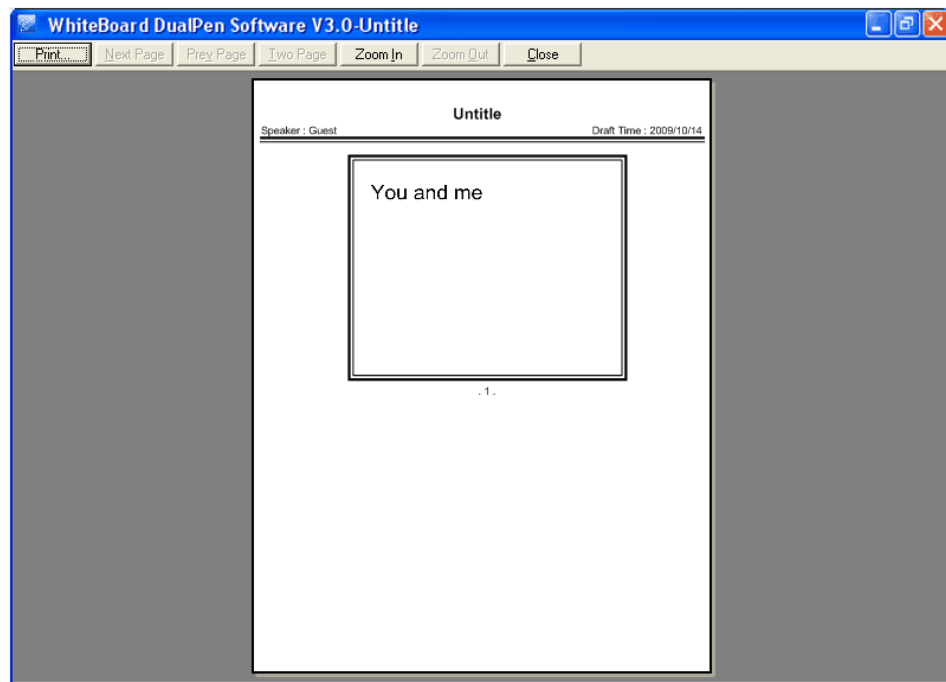 WhiteBoard DualPen Software V3.0-Untitle
Print... Next Page Prev Page Two Page Zoom In Zoom Out Close
Untitle
Speaker : Guest Draft Time : 2009/10/14
You and me
. 1 .